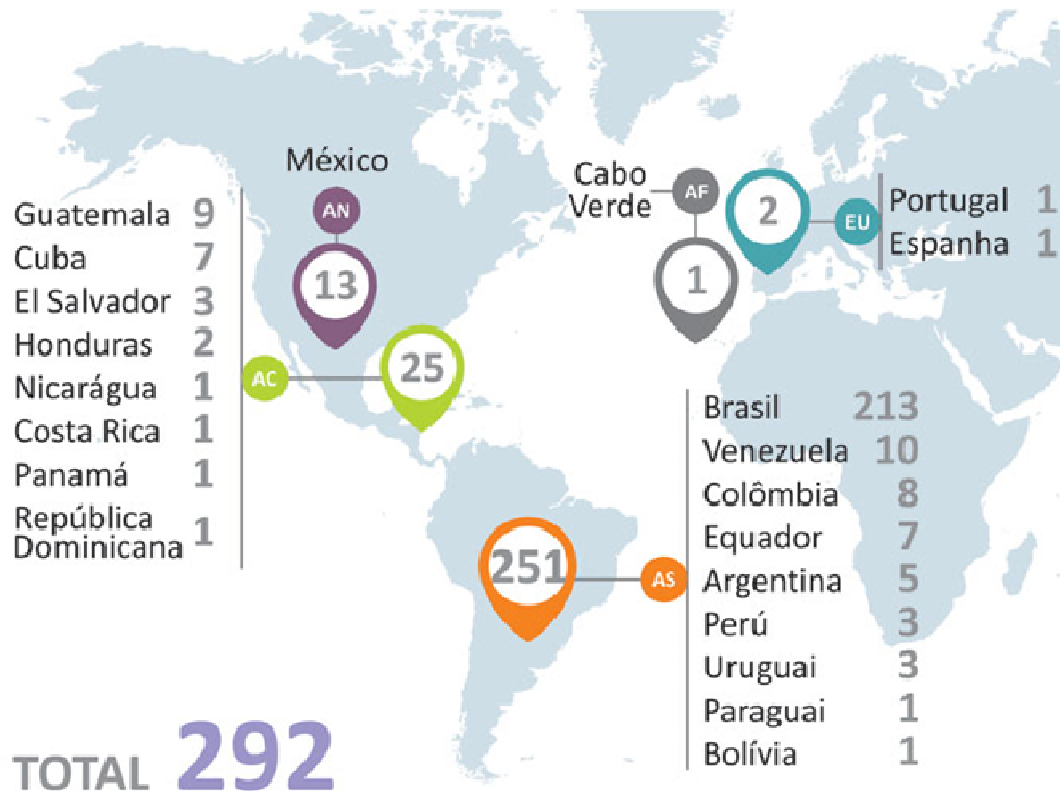 México
AN
13
Guatemala 9
Cuba 7
El Salvador 3
Honduras 2
Nicarágua 1
Costa Rica 1
Panamá 1
República
Dominicana 1
AC
25
Cabo
Verde
AF
1
2
EU
Portugal 1
Espanha 1
251
AS
Brasil 213
Venezuela 10
Colômbia 8
Equador 7
Argentina 5
Perú 3
Uruguai 3
Paraguai 1
Bolívia 1
TOTAL 292